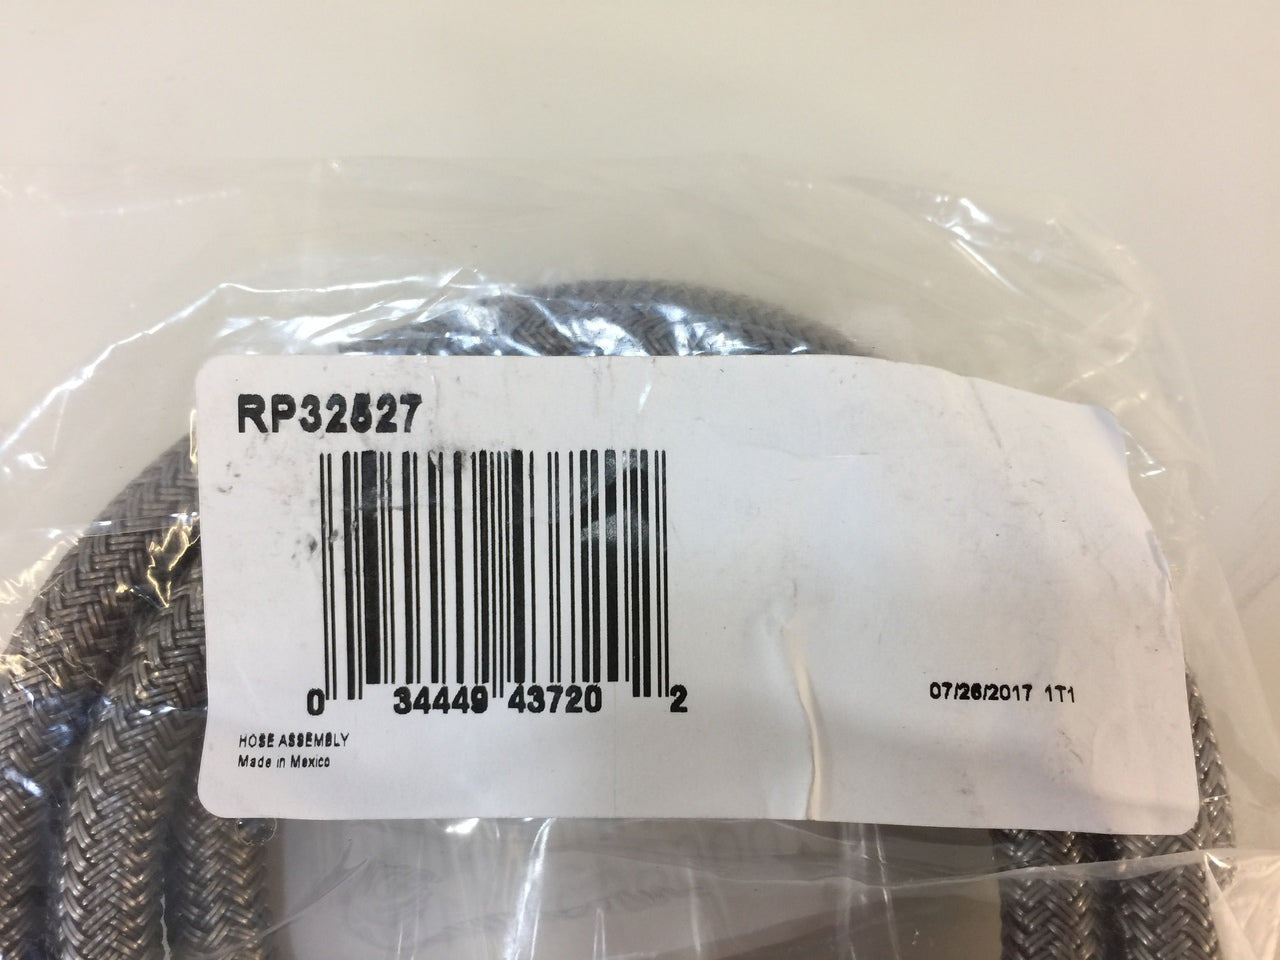 RP32527
0 34449 43720 2
HOSE ASSEMBLY
Made in Mexico
07/26/2017 1T1